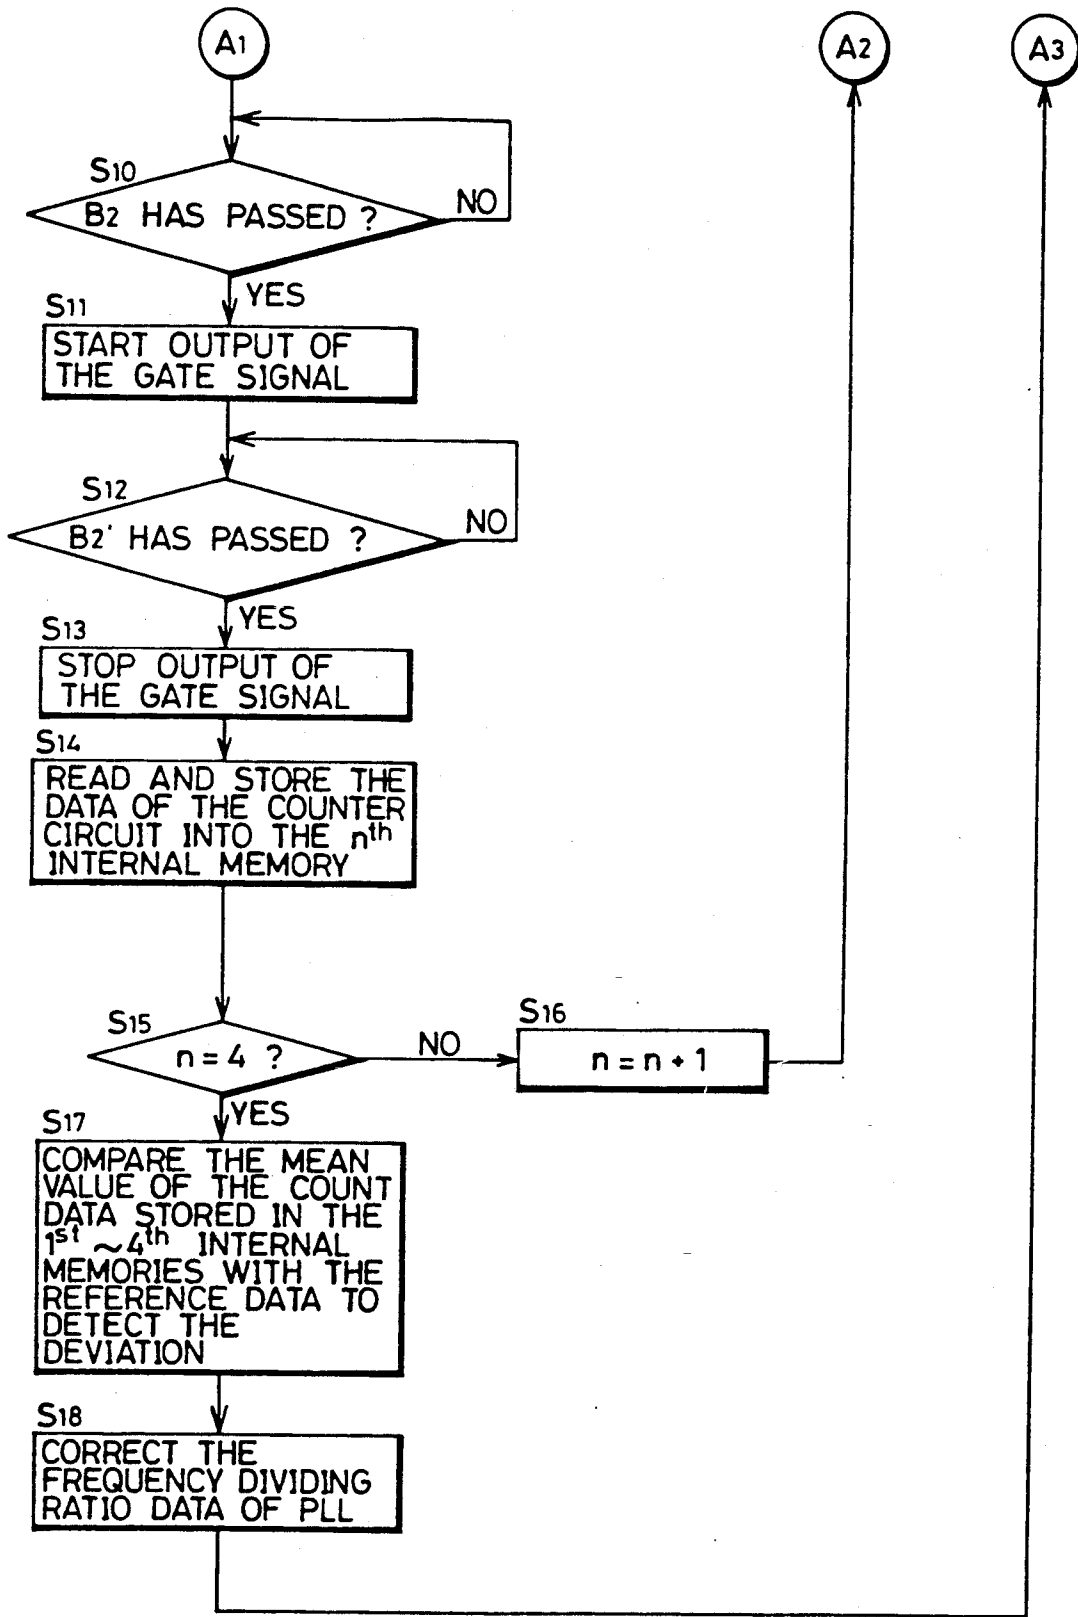 A1
A2
A3
S10
B2 HAS PASSED ?
NO
YES
S11
START OUTPUT OF
THE GATE SIGNAL
S12
B2' HAS PASSED ?
NO
YES
S13
STOP OUTPUT OF
THE GATE SIGNAL
S14
READ AND STORE THE
DATA OF THE COUNTER
CIRCUIT INTO THE nth
INTERNAL MEMORY
S15
n = 4 ?
NO
S16
n = n + 1
YES
S17
COMPARE THE MEAN
VALUE OF THE COUNT
DATA STORED IN THE
1st ~4th INTERNAL
MEMORIES WITH THE
REFERENCE DATA TO
DETECT THE
DEVIATION
S18
CORRECT THE
FREQUENCY DIVIDING
RATIO DATA OF PLL